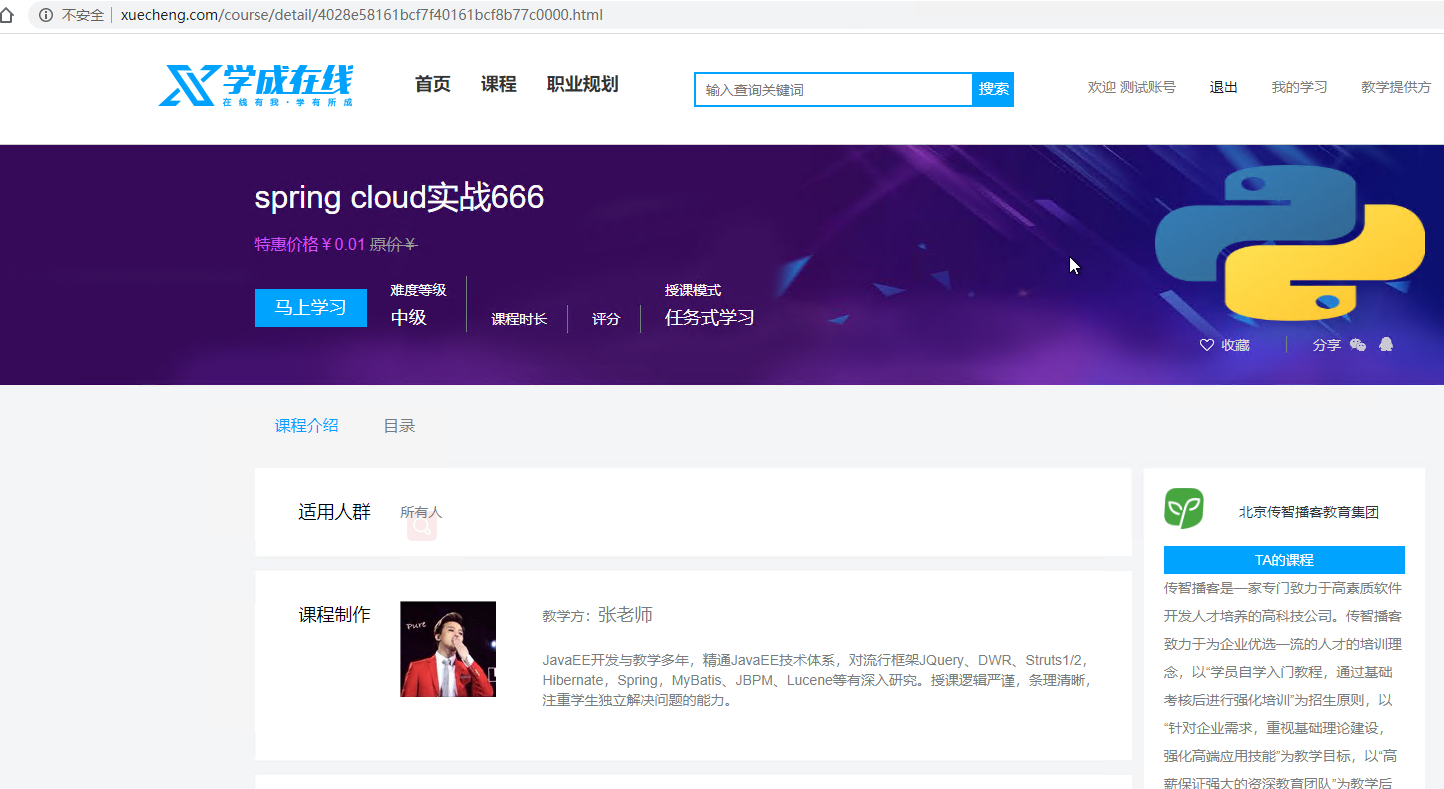 不安全 xuecheng.com/course/detail/4028e58161bcf7f40161bcf8b77c0000.html
学成在线
在线有我·学有所成
首页 课程 职业规划
输入查询关键词 搜索
欢迎 测试账号 退出 我的学习 教学提供方
spring cloud实战666
特惠价格￥0.01 原价￥
马上学习
难度等级
中级
课程时长
评分
授课模式
任务式学习
收藏 分享
课程介绍 目录
适用人群 所有人
课程制作
Pure
教学方：张老师
JavaEE开发与教学多年，精通JavaEE技术体系，对流行框架JQuery、DWR、Struts1/2，
Hibernate，Spring，MyBatis、JBPM、Lucene等有深入研究。授课逻辑严谨，条理清晰，
注重学生独立解决问题的能力。
北京传智播客教育集团
TA的课程
传智播客是一家专门致力于高素质软件
开发人才培养的高科技公司。传智播客
致力于为企业优选一流的人才的培训理
念，以“学员自学入门教程，通过基础
考核后进行强化培训”为招生原则，以
“针对企业需求，重视基础理论建设，
强化高端应用技能”为教学目标，以“高
薪保证强大的资深教育团队”为教学后